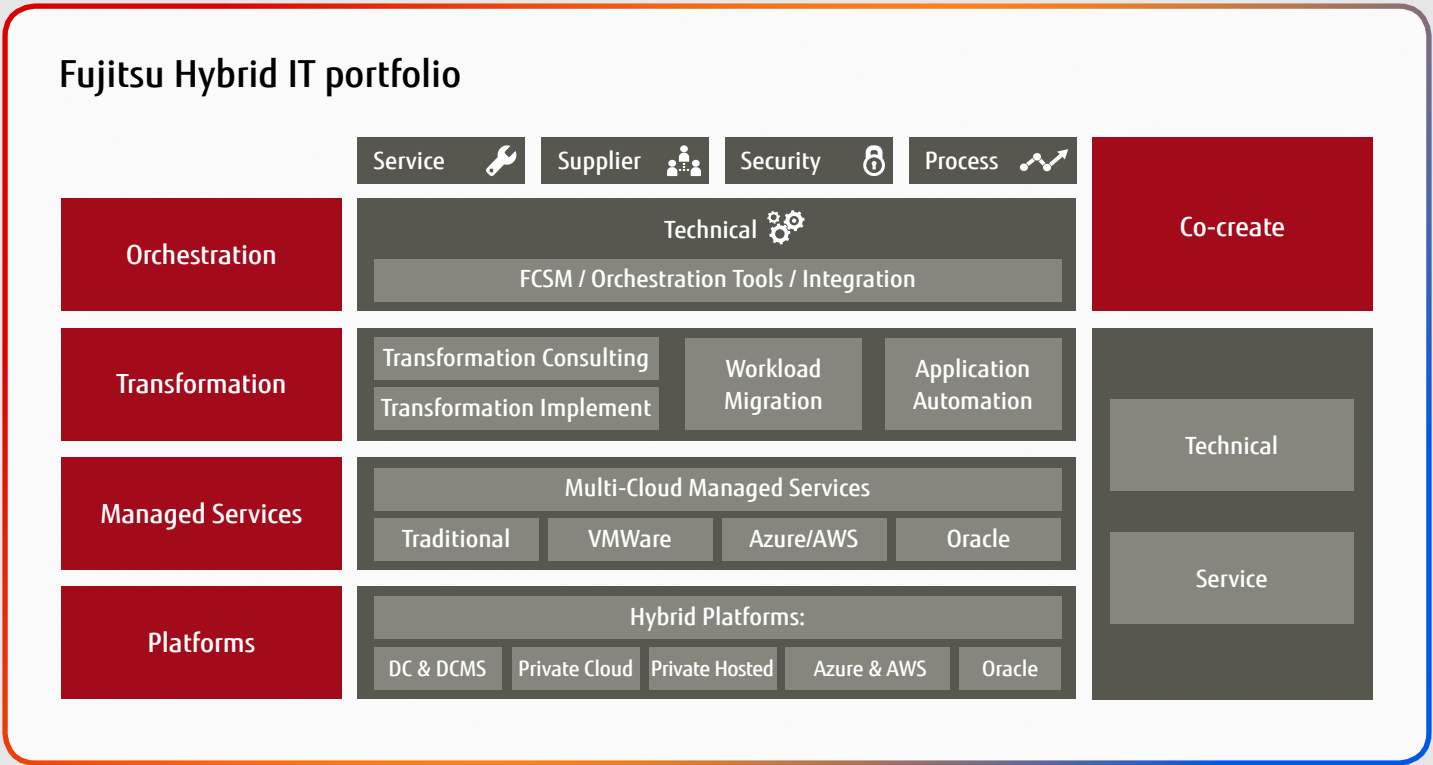 Fujitsu Hybrid IT portfolio
Service
Supplier
Security
Process
Co-create
Orchestration
Technical
FCSM / Orchestration Tools / Integration
Transformation
Transformation Consulting
Transformation Implement
Workload
Migration
Application
Automation
Technical
Service
Managed Services
Multi-Cloud Managed Services
Traditional
VMWare
Azure/AWS
Oracle
Platforms
Hybrid Platforms:
DC & DCMS
Private Cloud
Private Hosted
Azure & AWS
Oracle